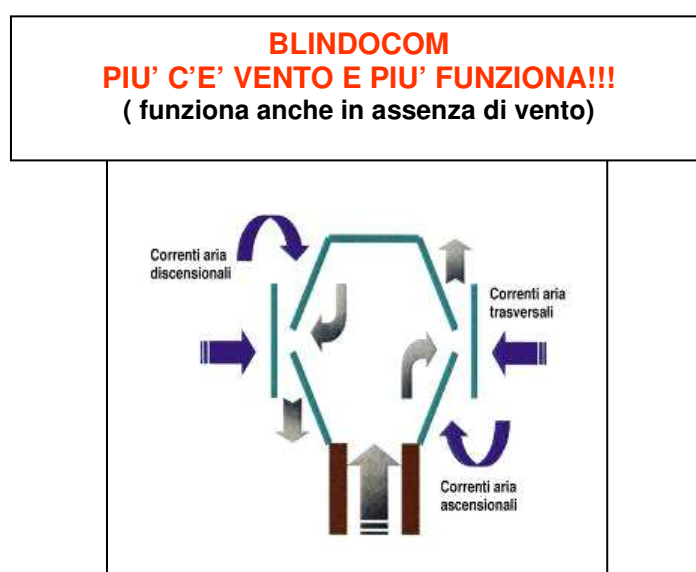 BLINDOCOM
PIU' C'E' VENTO E PIU' FUNZIONA!!!
( funziona anche in assenza di vento)
Correnti aria
discensionali
Correnti aria
trasversali
Correnti aria
ascensionali